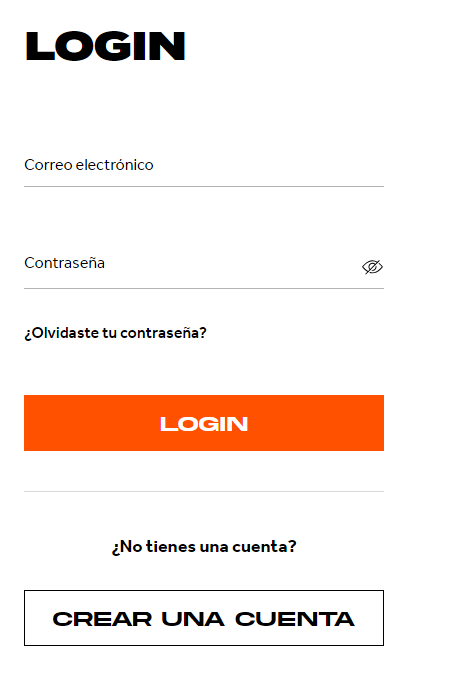 LOGIN
Correo electrónico
Contraseña
¿Olvidaste tu contraseña?
LOGIN
¿No tienes una cuenta?
CREAR UNA CUENTA